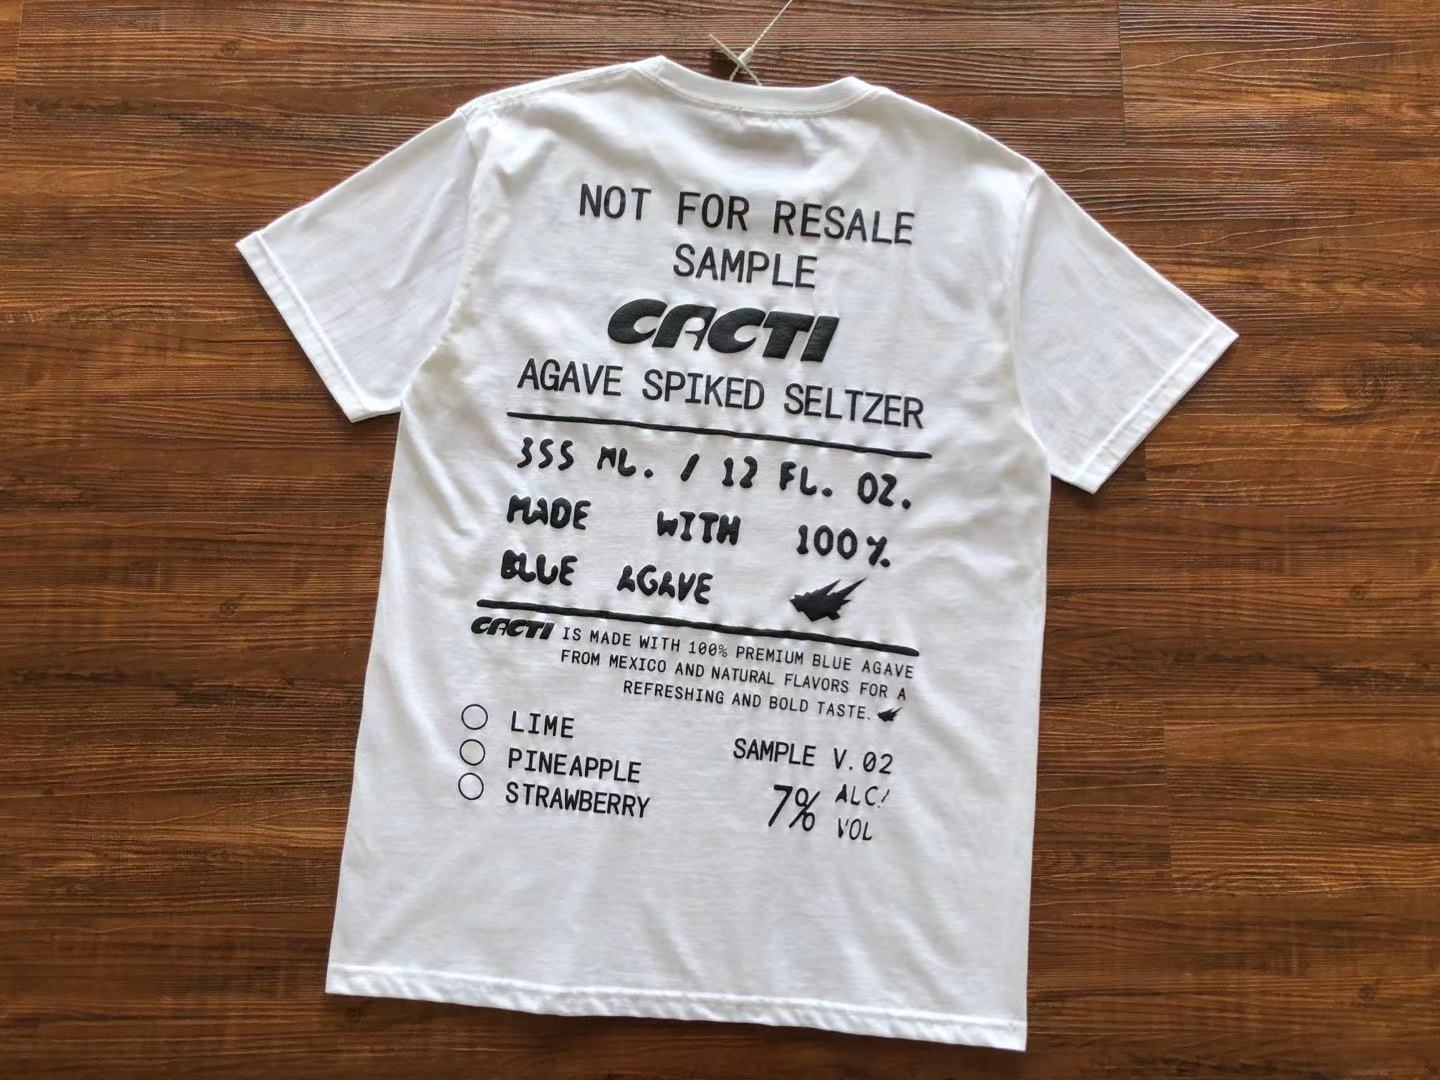 NOT FOR RESALE
SAMPLE
CACTI
AGAVE SPIKED SELTZER
355 ML. / 12 FL. OZ.
MADE WITH 100%
BLUE AGAVE
CACTI IS MADE WITH 100% PREMIUM BLUE AGAVE
FROM MEXICO AND NATURAL FLAVORS FOR A
REFRESHING AND BOLD TASTE.
LIME
PINEAPPLE
STRAWBERRY
SAMPLE V.02
7% ALC/
VOL